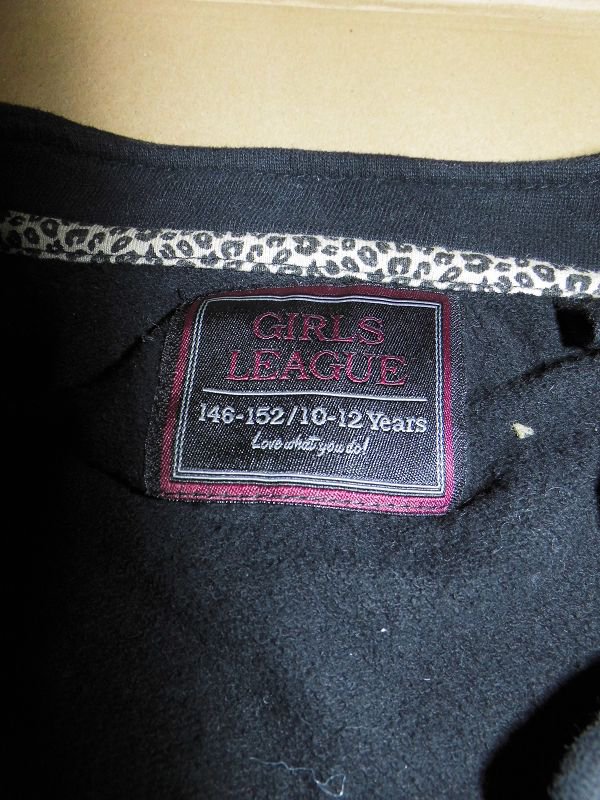 GIRLS
LEAGUE
146-152/10-12 Years
Love what you do!